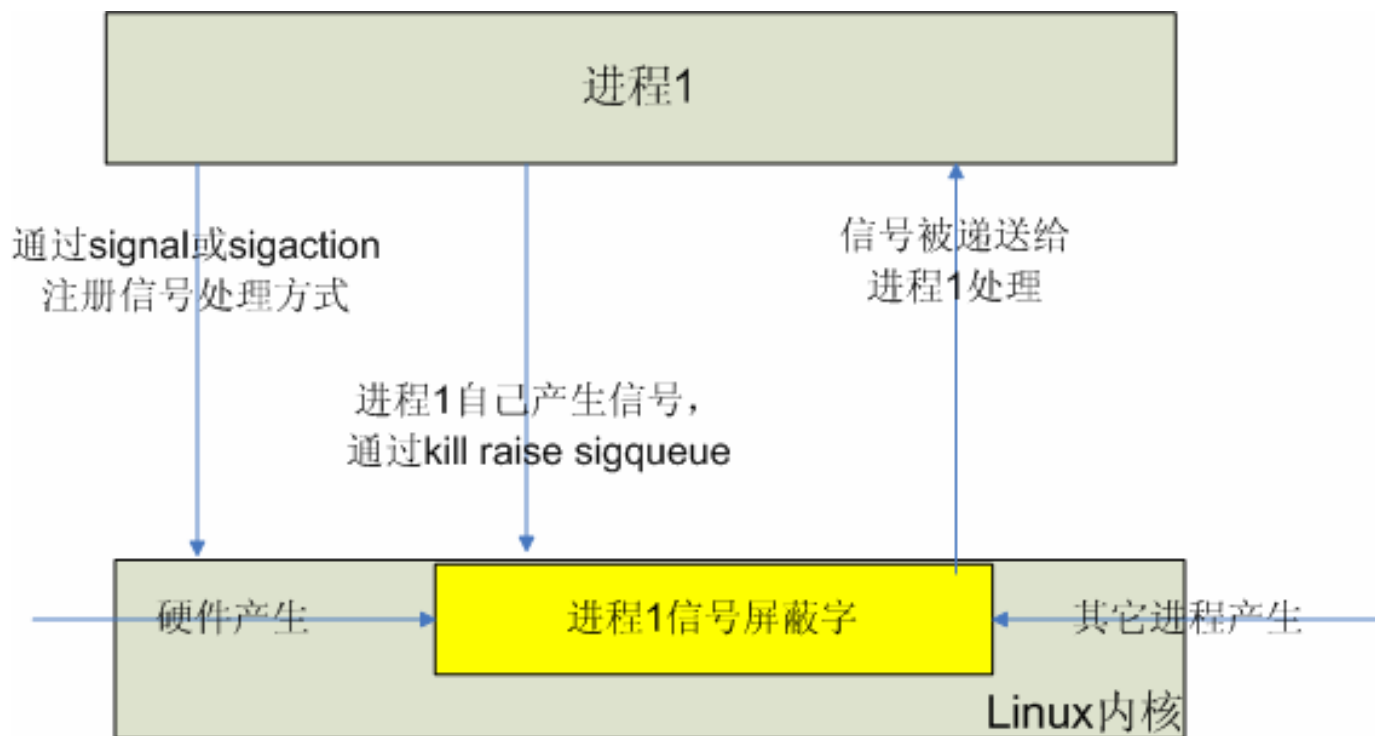 进程1
通过signal或sigaction
注册信号处理方式
信号被递送给
进程1处理
进程1自己产生信号，
通过kill raise sigqueue
硬件产生
进程1信号屏蔽字
其它进程产生
Linux内核